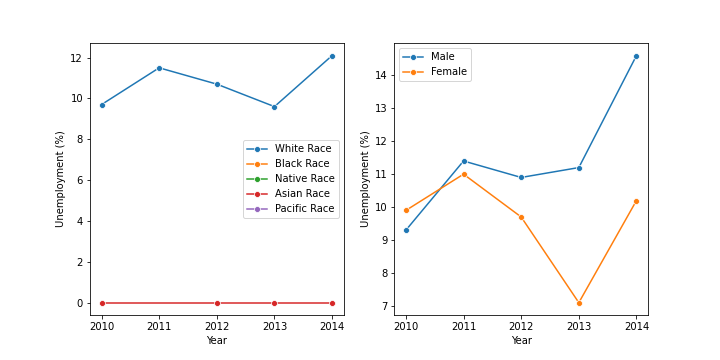 12
10
8
6
4
2
0
Unemployment (%)
White Race
Black Race
Native Race
Asian Race
Pacific Race
2010 2011 2012 2013 2014
Year
14
13
12
11
10
9
8
7
Unemployment (%)
Male
Female
2010 2011 2012 2013 2014
Year